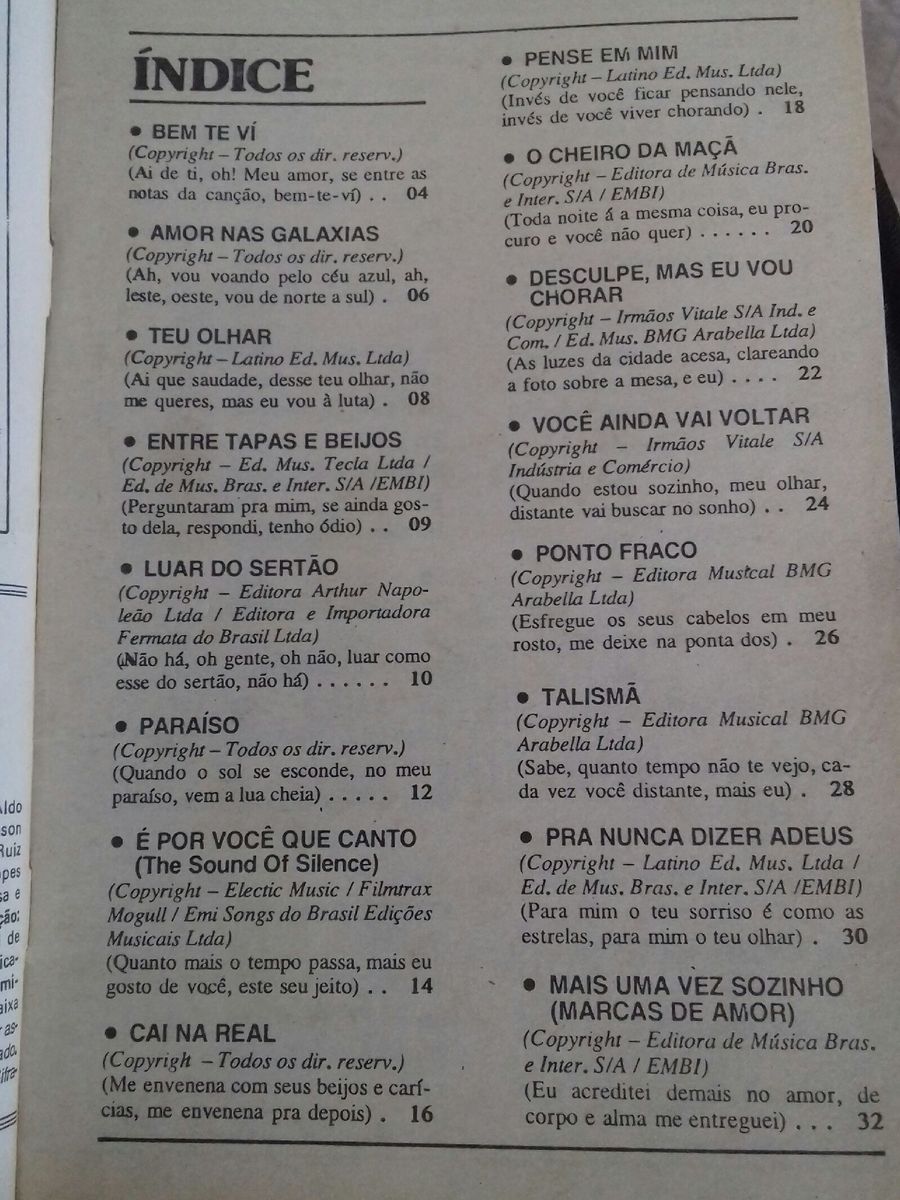 ÍNDICE
• BEM TE VÍ
(Copyright – Todos os dir. reserv.)
(Ai de ti, oh! Meu amor, se entre as
notas da canção, bem-te-ví) . . 04
• AMOR NAS GALAXIAS
(Copyright – Todos os dir. reserv.)
(Ah, vou voando pelo céu azul, ah,
leste, oeste, vou de norte a sul) . 06
• TEU OLHAR
(Copyright – Latino Ed. Mus. Ltda)
(Ai que saudade, desse teu olhar, não
me queres, mas eu vou à luta) . 08
• ENTRE TAPAS E BEIJOS
(Copyright – Ed. Mus. Tecla Ltda /
Ed. de Mus. Bras. e Inter. S/A /EMBI)
(Perguntaram pra mim, se ainda gos-
to dela, respondi, tenho ódio) . . 09
• LUAR DO SERTÃO
(Copyright – Editora Arthur Napo-
leão Ltda / Editora e Importadora
Fermata do Brasil Ltda)
(Não há, oh gente, oh não, luar como
esse do sertão, não há) . . . . . . 10
• PARAÍSO
(Copyright – Todos os dir. reserv.)
(Quando o sol se esconde, no meu
paraíso, vem a lua cheia) . . . . . 12
• É POR VOCÊ QUE CANTO
(The Sound Of Silence)
(Copyright – Electic Music / Filmtrax
Mogull / Emi Songs do Brasil Edições
Musicais Ltda)
(Quanto mais o tempo passa, mais eu
gosto de você, este seu jeito) . . 14
• CAI NA REAL
(Copyrigh – Todos os dir. reserv.)
(Me envenena com seus beijos e carí-
cias, me envenena pra depois) . 16
• PENSE EM MIM
(Copyright – Latino Ed. Mus. Ltda)
(Invés de você ficar pensando nele,
invés de você viver chorando) . 18
• O CHEIRO DA MAÇÃ
(Copyright – Editora de Música Bras.
e Inter. S/A / EMBI)
(Toda noite á a mesma coisa, eu pro-
curo e você não quer) . . . . . . 20
• DESCULPE, MAS EU VOU
CHORAR
(Copyright – Irmãos Vitale S/A Ind. e
Com. / Ed. Mus. BMG Arabella Ltda)
(As luzes da cidade acesa, clareando
a foto sobre a mesa, e eu) . . . . 22
• VOCÊ AINDA VAI VOLTAR
(Copyright – Irmãos Vitale S/A
Indústria e Comércio)
(Quando estou sozinho, meu olhar,
distante vai buscar no sonho) . . 24
• PONTO FRACO
(Copyright – Editora Musical BMG
Arabella Ltda)
(Esfregue os seus cabelos em meu
rosto, me deixe na ponta dos) . 26
• TALISMÃ
(Copyright – Editora Musical BMG
Arabella Ltda)
(Sabe, quanto tempo não te vejo, ca-
da vez você distante, mais eu) . 28
• PRA NUNCA DIZER ADEUS
(Copyright – Latino Ed. Mus. Ltda /
Ed. de Mus. Bras. e Inter. S/A /EMBI)
(Para mim o teu sorriso é como as
estrelas, para mim o teu olhar) . 30
• MAIS UMA VEZ SOZINHO
(MARCAS DE AMOR)
(Copyright – Editora de Música Bras.
e Inter. S/A / EMBI)
(Eu acreditei demais no amor, de
corpo e alma me entreguei) . . . 32